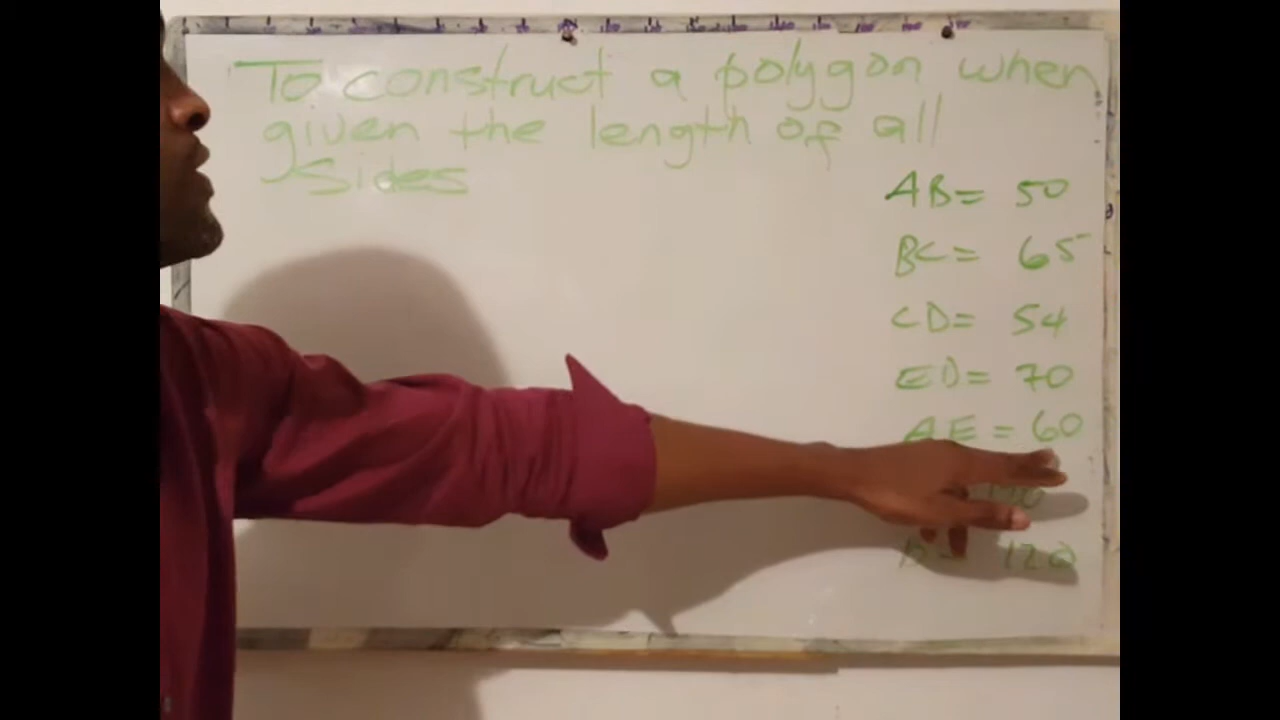 To construct a polygon when
given the length of all
Sides
AB= 50
BC= 65
CD= 54
ED= 70
AE = 60
120